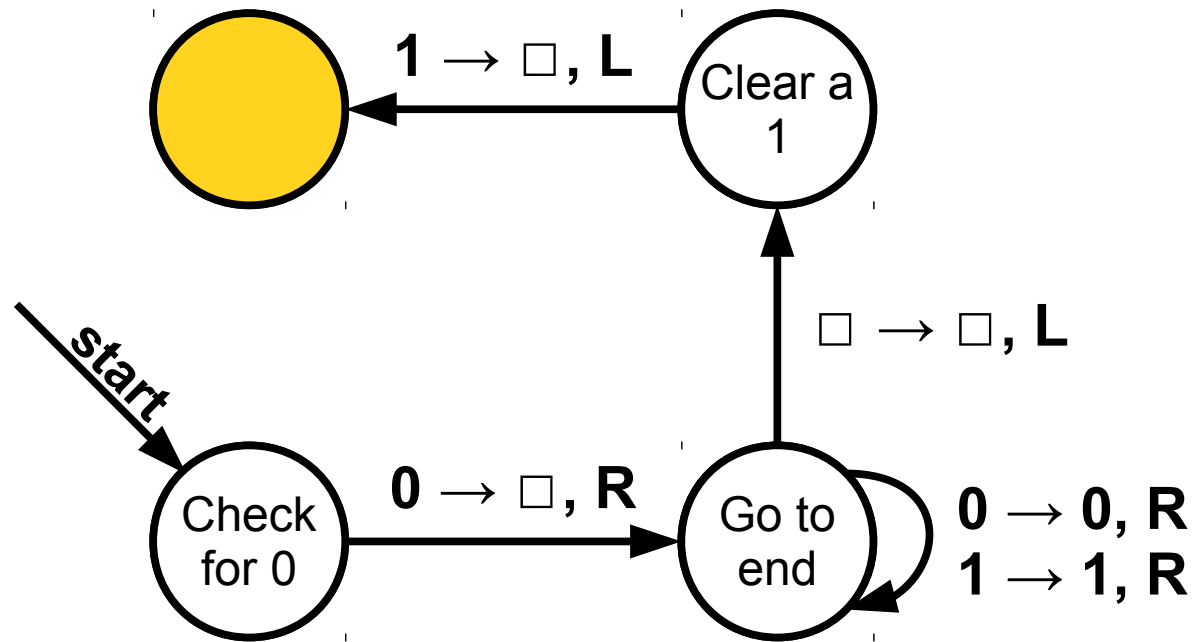 1 → □, L
Clear a
1
□ → □, L
start
Check
for 0
0 → □, R
Go to
end
0 → 0, R
1 → 1, R